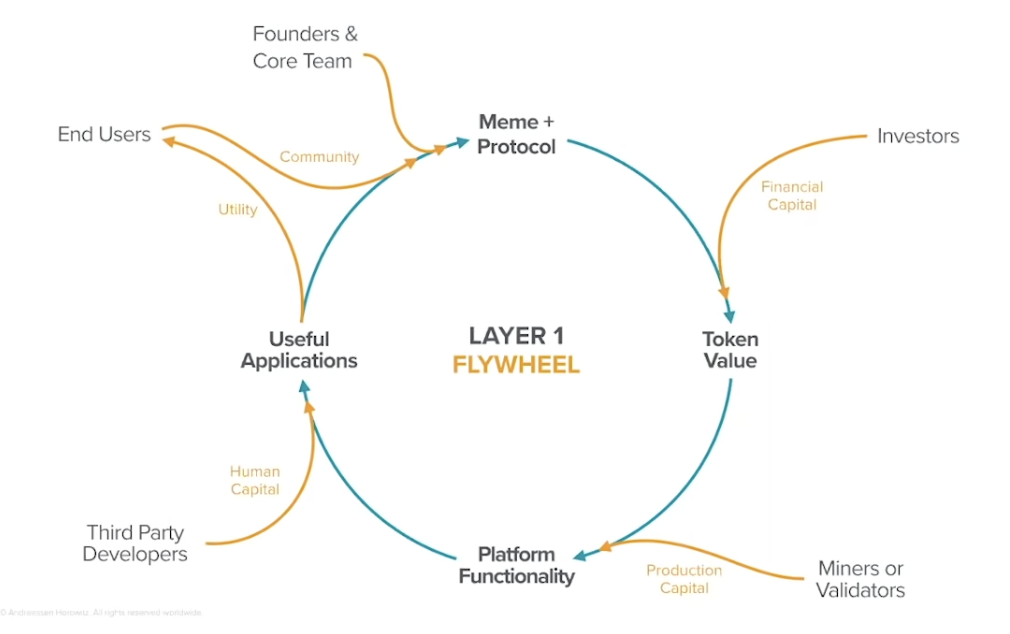 Founders &
Core Team
End Users
Community
Utility
Meme +
Protocol
Investors
Financial
Capital
Useful
Applications
LAYER 1
FLYWHEEL
Token
Value
Human
Capital
Third Party
Developers
Platform
Functionality
Production
Capital
Miners or
Validators
© Andreessen Horowitz. All rights reserved worldwide.